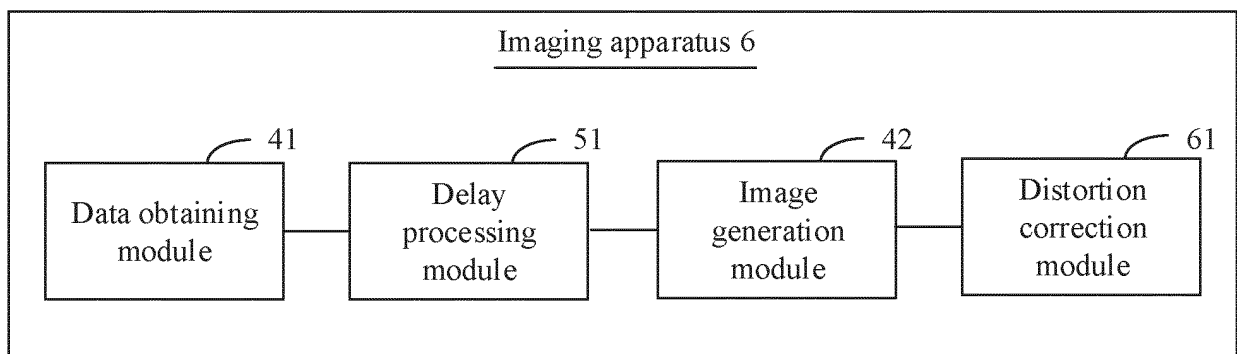 Imaging apparatus 6
41
51
42
61
Data obtaining
module
Delay
processing
module
Image
generation
module
Distortion
correction
module